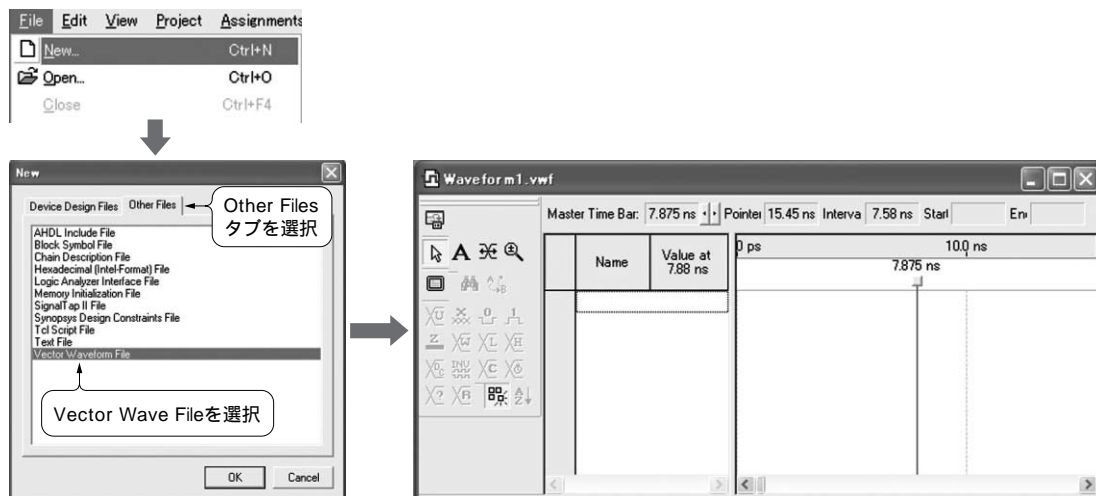 File Edit View Project Assignments
New... Ctrl+N
Open... Ctrl+O
Close Ctrl+F4
New
Device Design Files Other Files
Other Files
タブを選択
AHDL Include File
Block Symbol File
Chain Description File
Hexadecimal (Intel-Format) File
Logic Analyzer Interface File
Memory Initialization File
SignalTap II File
Synopsys Design Constraints File
Tcl Script File
Text File
Vector Waveform File
Vector Wave Fileを選択
OK Cancel
Waveform1.vwf
Master Time Bar: 7.875 ns Pointer 15.45 ns Interva 7.58 ns Start En
Name
Value at
7.88 ns
0 ps 10.0 ns
7.875 ns